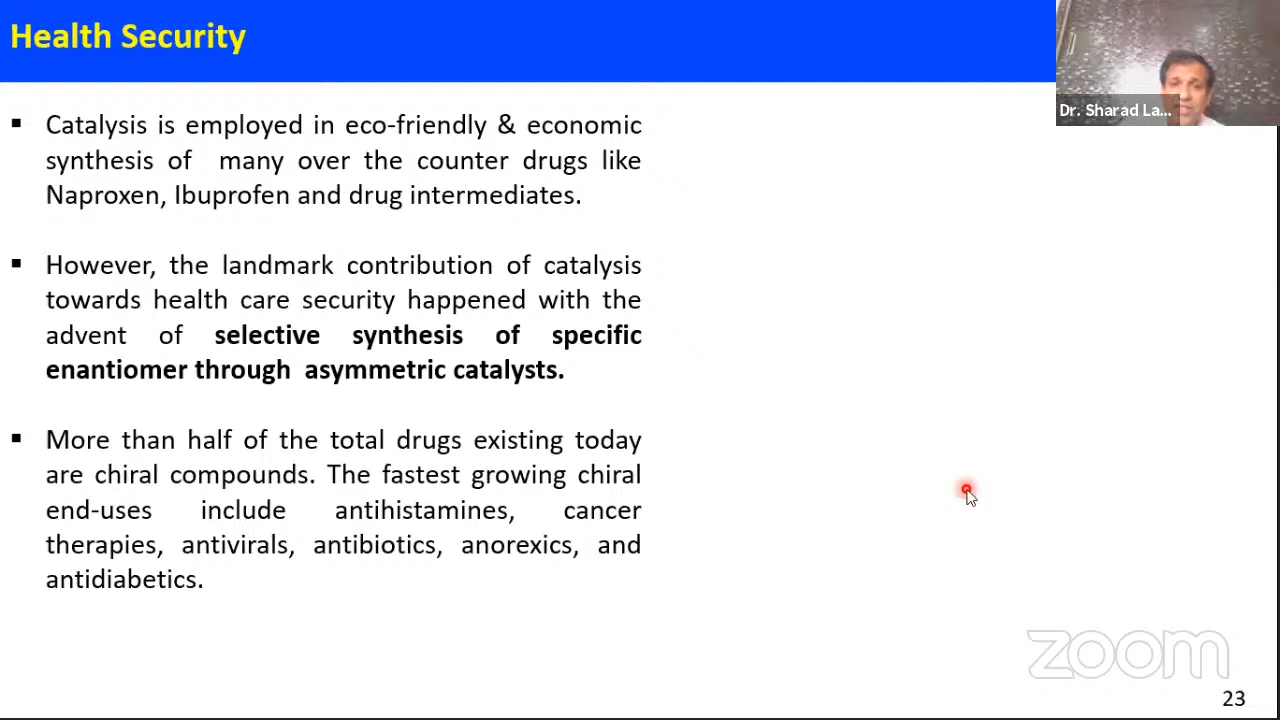 Health Security
Dr. Sharad La...
▪ Catalysis is employed in eco-friendly & economic
synthesis of many over the counter drugs like
Naproxen, Ibuprofen and drug intermediates.
▪ However, the landmark contribution of catalysis
towards health care security happened with the
advent of selective synthesis of specific
enantiomer through asymmetric catalysts.
▪ More than half of the total drugs existing today
are chiral compounds. The fastest growing chiral
end-uses include antihistamines, cancer
therapies, antivirals, antibiotics, anorexics, and
antidiabetics.
zoom
23